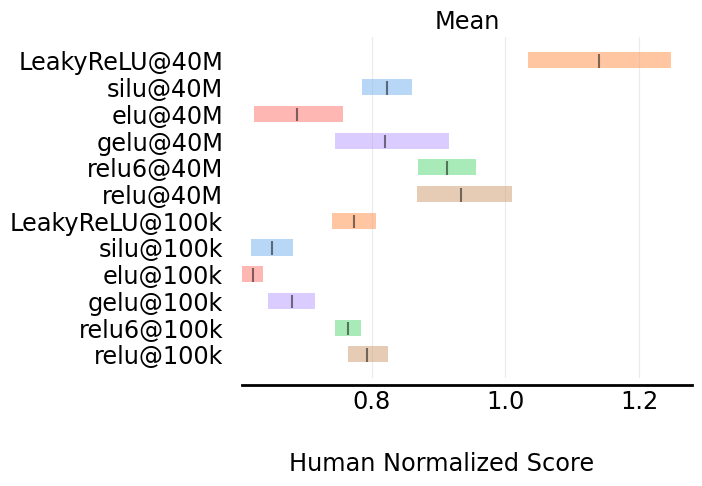 Mean
LeakyReLU@40M
silu@40M
elu@40M
gelu@40M
relu6@40M
relu@40M
LeakyReLU@100k
silu@100k
elu@100k
gelu@100k
relu6@100k
relu@100k
0.8 1.0 1.2
Human Normalized Score